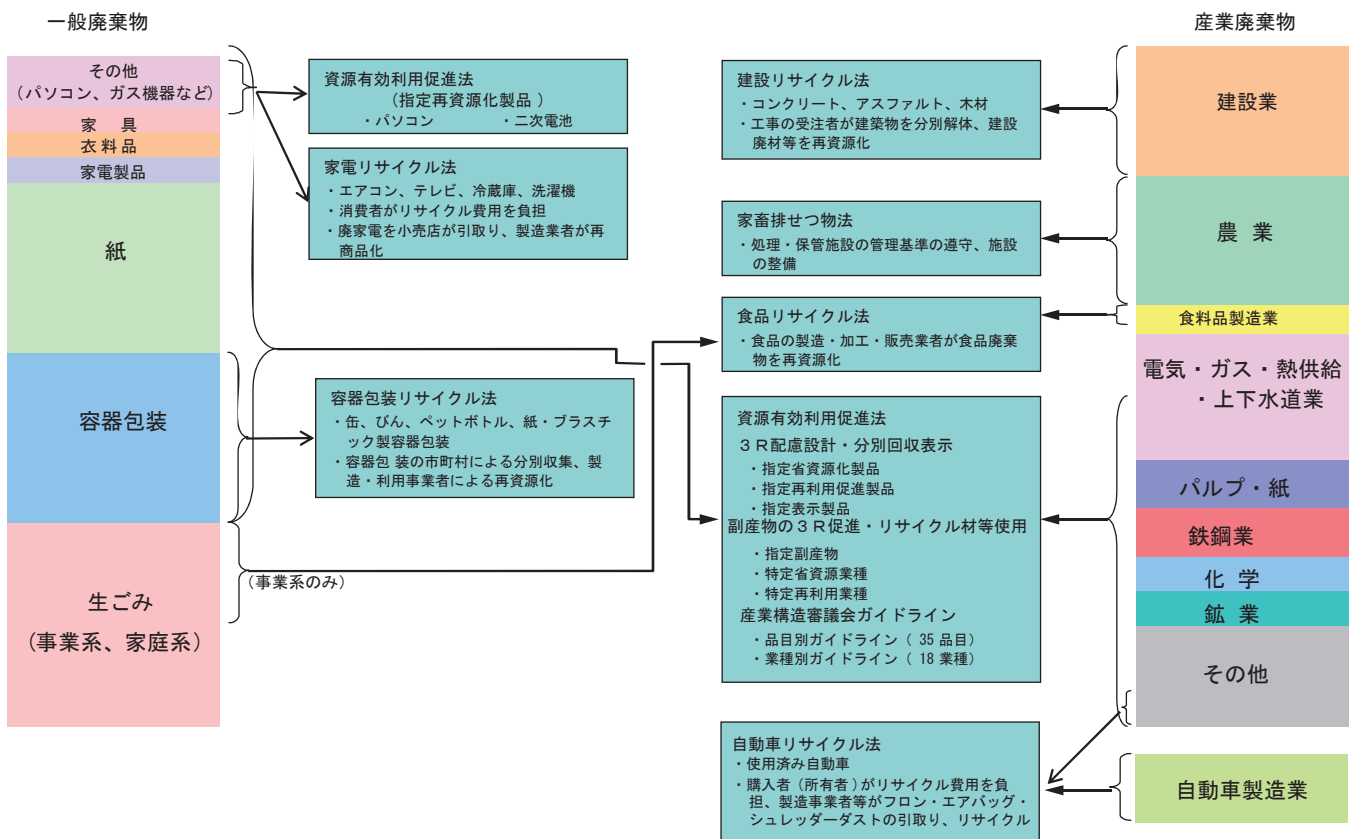 一般廃棄物
その他
（パソコン、ガス機器など）
家　具
衣料品
家電製品
紙
容器包装
生ごみ
（事業系、家庭系）
資源有効利用促進法
（指定再資源化製品 ）
・パソコン　　・二次電池
家電リサイクル法
・エアコン、テレビ、冷蔵庫、洗濯機
・消費者がリサイクル費用を負担
・廃家電を小売店が引取り、製造業者が再
商品化
容器包装リサイクル法
・缶、びん、ペットボトル、紙・プラスチ
ック製容器包装
・容器包 装の市町村による分別収集、製
造・利用事業者による再資源化
（事業系のみ）
建設リサイクル法
・コンクリート、アスファルト、木材
・工事の受注者が建築物を分別解体、建設
廃材等を再資源化
家畜排せつ物法
・処理・保管施設の管理基準の遵守、施設
の整備
食品リサイクル法
・食品の製造・加工・販売業者が食品廃棄
物を再資源化
資源有効利用促進法
３Ｒ配慮設計・分別回収表示
・指定省資源化製品
・指定再利用促進製品
・指定表示製品
副産物の３Ｒ促進・リサイクル材等使用
・指定副産物
・特定省資源業種
・特定再利用業種
産業構造審議会ガイドライン
・品目別ガイドライン（ 35 品目）
・業種別ガイドライン（ 18 業種）
自動車リサイクル法
・使用済み自動車
・購入者（所有者 ）がリサイクル費用を負
担、製造事業者等がフロン・エアバッグ・
シュレッダーダストの引取り、リサイクル
産業廃棄物
建設業
農 業
食料品製造業
電気・ガス・熱供給
・上下水道業
パルプ・紙
鉄鋼業
化 学
鉱 業
その他
自動車製造業